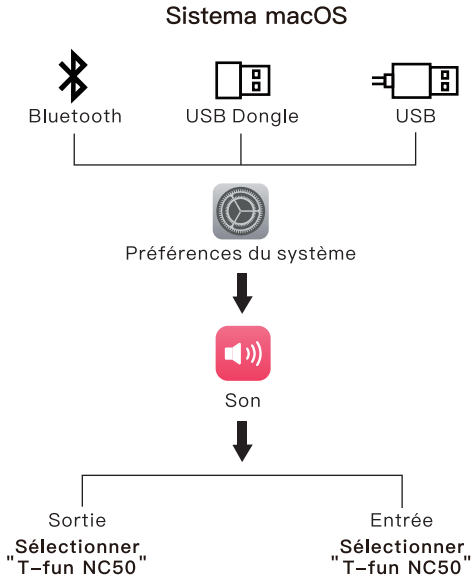 Sistema macOS
Bluetooth
USB Dongle
USB
Préférences du système
Son
Sortie
Sélectionner
"T-fun NC50"
Entrée
Sélectionner
"T-fun NC50"